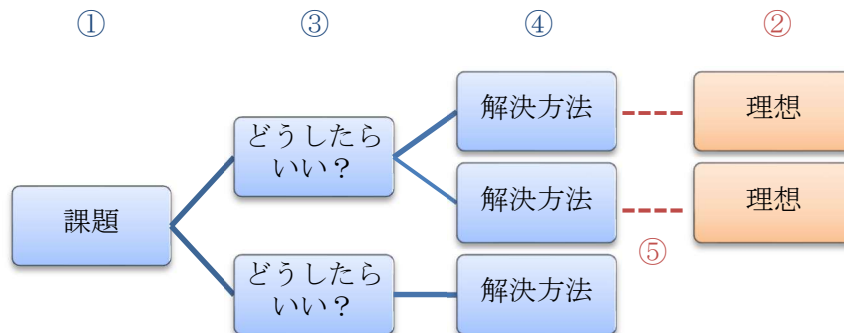 ① ③ ④ ②
解決方法 理想
どうしたら
いい？
解決方法 理想
課題
⑤
どうしたら
いい？
解決方法